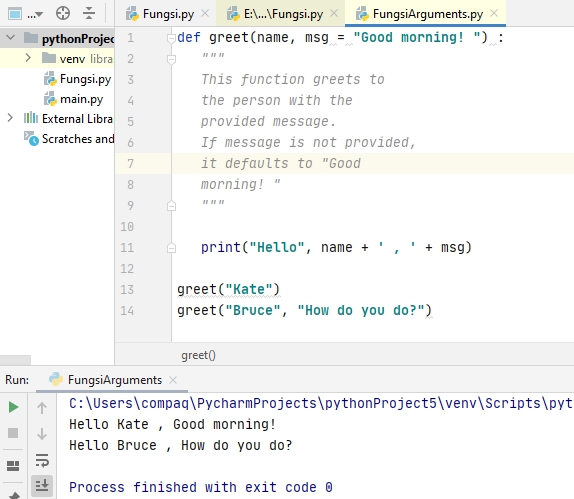 ... Fungsi.py E:\...\Fungsi.py FungsiArguments.py
pythonProjec
venv libra
Fungsi.py
main.py
External Libra
Scratches and
1 def greet(name, msg = "Good morning! ") :
2 """
3 This function greets to
4 the person with the
5 provided message.
6 If message is not provided,
7 it defaults to "Good
8 morning! "
9 """
10
11 print("Hello", name + ' , ' + msg)
12
13 greet("Kate")
14 greet("Bruce", "How do you do?")
greet()
Run: FungsiArguments
C:\Users\compaq\PycharmProjects\pythonProject5\venv\Scripts\pyt
Hello Kate , Good morning!
Hello Bruce , How do you do?
Process finished with exit code 0